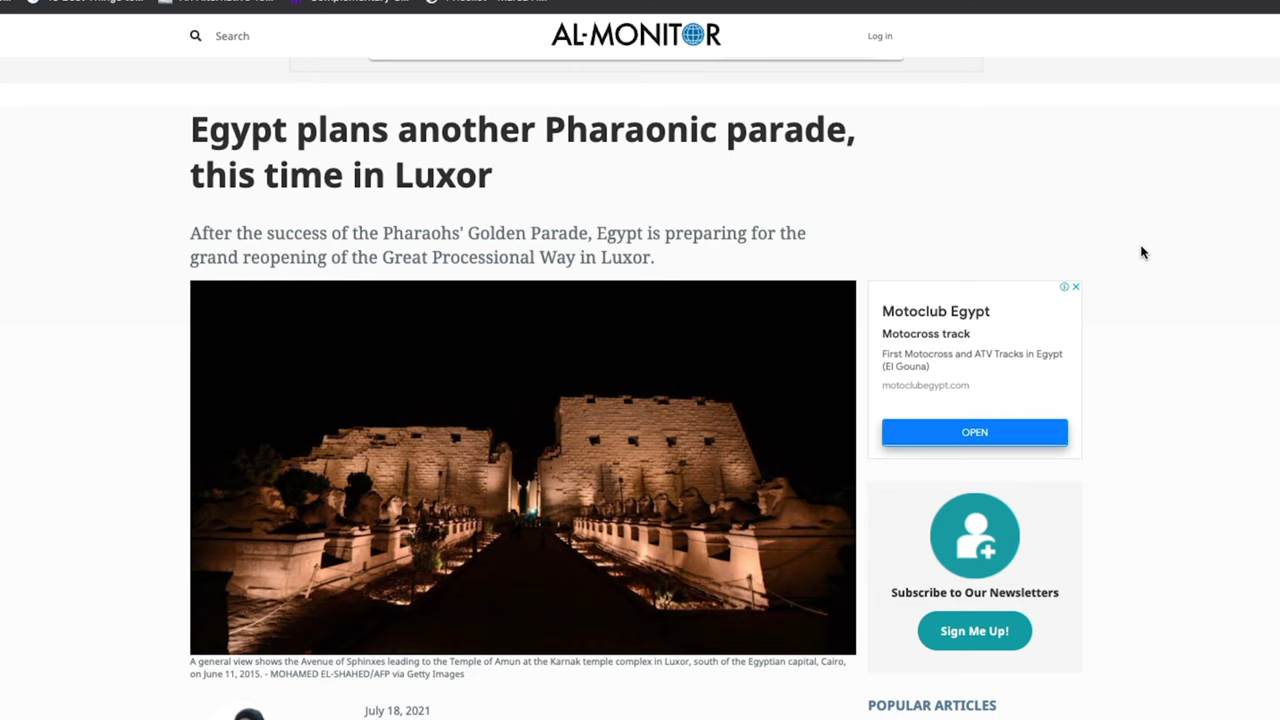 Search
AL-MONITOR
Log in
Egypt plans another Pharaonic parade,
this time in Luxor
After the success of the Pharaohs' Golden Parade, Egypt is preparing for the
grand reopening of the Great Processional Way in Luxor.
Motoclub Egypt
Motocross track
First Motocross and ATV Tracks in Egypt
(El Gouna)
motoclubegypt.com
OPEN
Subscribe to Our Newsletters
Sign Me Up!
A general view shows the Avenue of Sphinxes leading to the Temple of Amun at the Karnak temple complex in Luxor, south of the Egyptian capital, Cairo,
on June 11, 2015. - MOHAMED EL-SHAHED/AFP via Getty Images
July 18, 2021
POPULAR ARTICLES